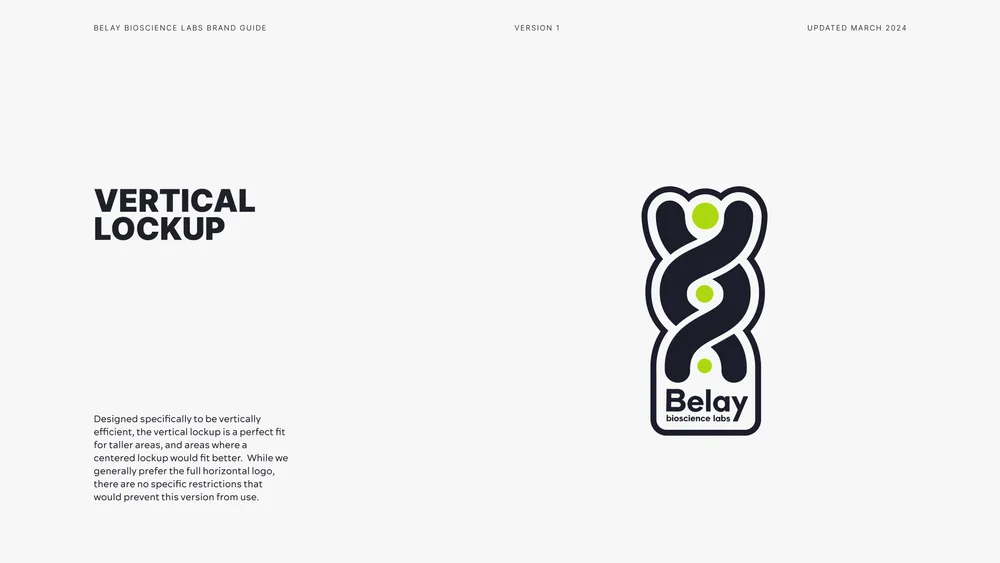 BELAY BIOSCIENCE LABS BRAND GUIDE
VERSION 1
UPDATED MARCH 2024
VERTICAL
LOCKUP
Designed specifically to be vertically
efficient, the vertical lockup is a perfect fit
for taller areas, and areas where a
centered lockup would fit better.  While we
generally prefer the full horizontal logo,
there are no specific restrictions that
would prevent this version from use.
Belay
bioscience labs